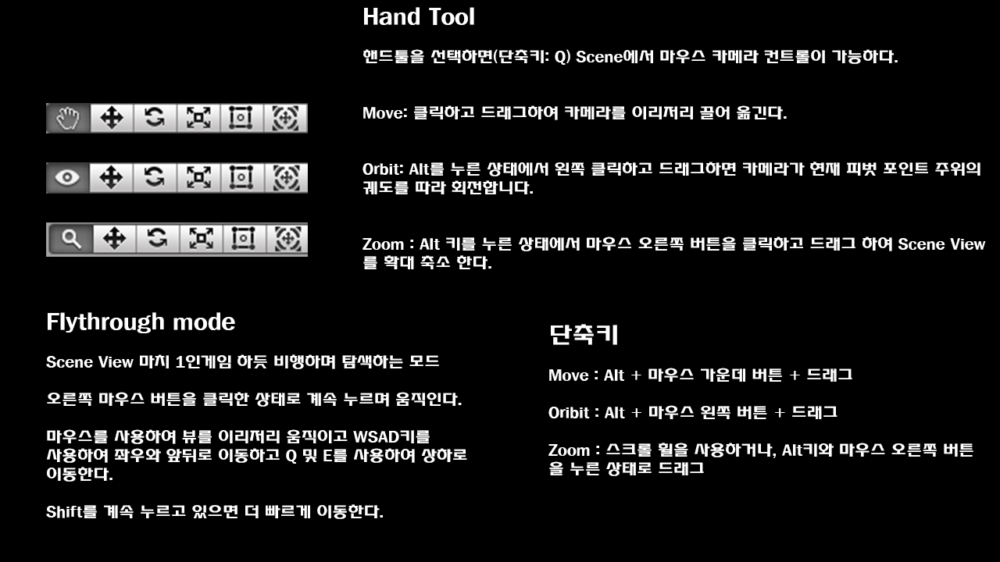 Hand Tool
핸드툴을 선택하면(단축키: Q) Scene에서 마우스 카메라 컨트롤이 가능하다.
Move: 클릭하고 드래그하여 카메라를 이리저리 끌어 옮긴다.
Orbit: Alt를 누른 상태에서 왼쪽 클릭하고 드래그하면 카메라가 현재 피벗 포인트 주위의
궤도를 따라 회전합니다.
Zoom : Alt 키를 누른 상태에서 마우스 오른쪽 버튼을 클릭하고 드래그 하여 Scene View
를 확대 축소 한다.
Flythrough mode
Scene View 마치 1인게임 하듯 비행하며 탐색하는 모드
오른쪽 마우스 버튼을 클릭한 상태로 계속 누르며 움직인다.
마우스를 사용하여 뷰를 이리저리 움직이고 WSAD키를
사용하여 좌우와 앞뒤로 이동하고 Q 및 E를 사용하여 상하로
이동한다.
Shift를 계속 누르고 있으면 더 빠르게 이동한다.
단축키
Move : Alt + 마우스 가운데 버튼 + 드래그
Oribit : Alt + 마우스 왼쪽 버튼 + 드래그
Zoom : 스크롤 휠을 사용하거나, Alt키와 마우스 오른쪽 버튼
을 누른 상태로 드래그